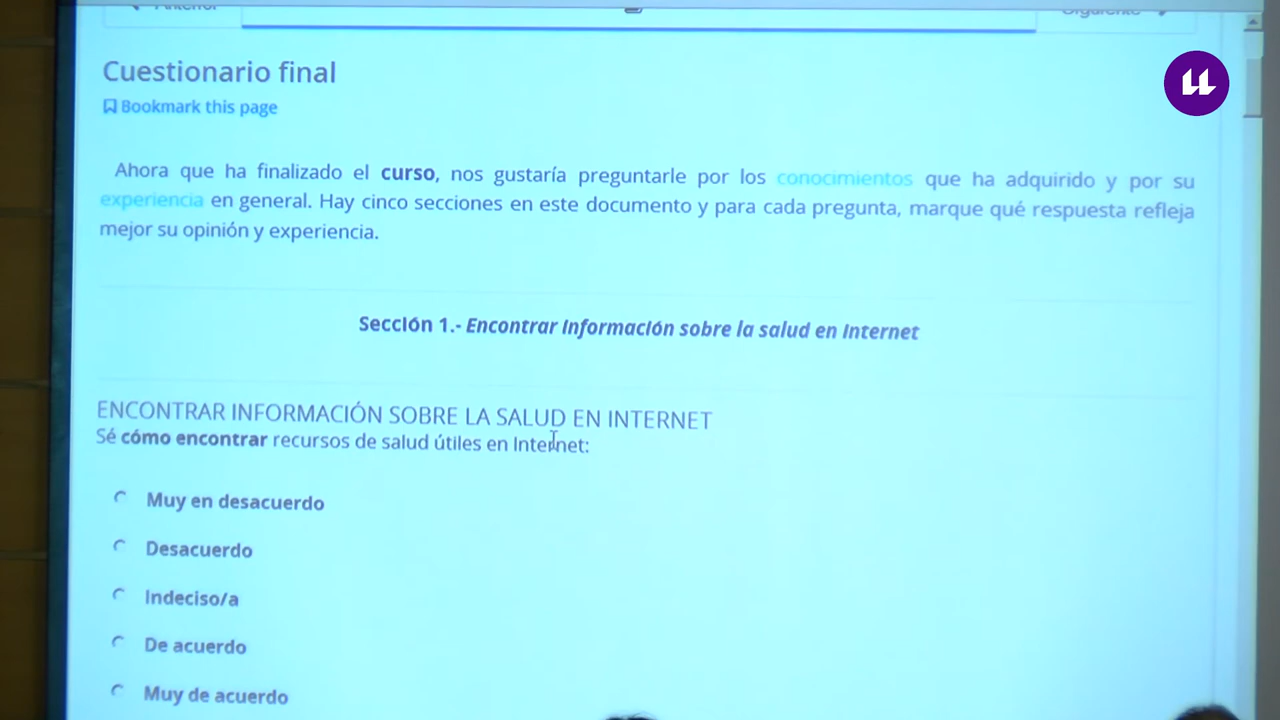 Anterior
Siguiente
Cuestionario final
Bookmark this page
Ahora que ha finalizado el curso, nos gustaría preguntarle por los conocimientos que ha adquirido y por su
experiencia en general. Hay cinco secciones en este documento y para cada pregunta, marque qué respuesta refleja
mejor su opinión y experiencia.
Sección 1.- Encontrar información sobre la salud en Internet
ENCONTRAR INFORMACIÓN SOBRE LA SALUD EN INTERNET
Sé cómo encontrar recursos de salud útiles en Internet:
Muy en desacuerdo
Desacuerdo
Indeciso/a
De acuerdo
Muy de acuerdo